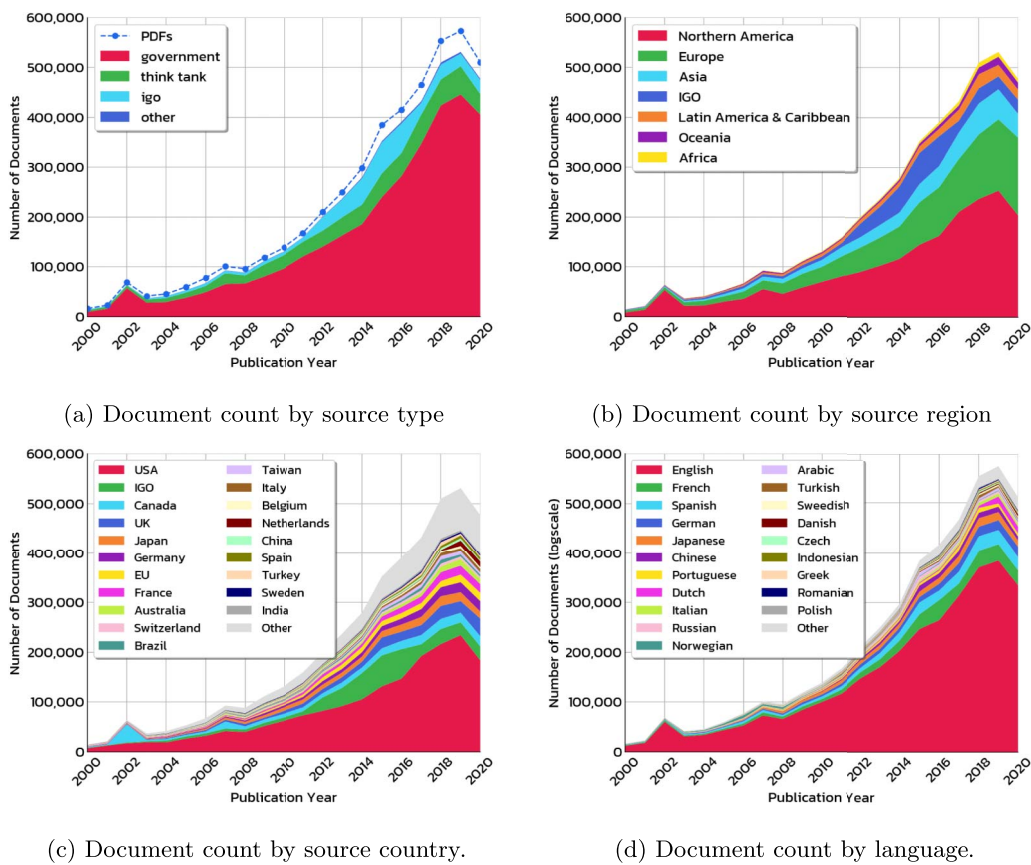 600,000
500,000
400,000
300,000
200,000
100,000
0
Number of Documents
PDFs
government
think tank
igo
other
2000 2002 2004 2006 2008 2010 2012 2014 2016 2018 2020
Publication Year
(a) Document count by source type
600,000
500,000
400,000
300,000
200,000
100,000
0
Number of Documents
Northern America
Europe
Asia
IGO
Latin America & Caribbean
Oceania
Africa
2000 2002 2004 2006 2008 2010 2012 2014 2016 2018 2020
Publication Year
(b) Document count by source region
600,000
500,000
400,000
300,000
200,000
100,000
0
Number of Documents
USA
IGO
Canada
UK
Japan
Germany
EU
France
Australia
Switzerland
Brazil
Taiwan
Italy
Belgium
Netherlands
China
Spain
Turkey
Sweden
India
Other
2000 2002 2004 2006 2008 2010 2012 2014 2016 2018 2020
Publication Year
(c) Document count by source country.
600,000
500,000
400,000
300,000
200,000
100,000
0
Number of Documents (logscale)
English
French
Spanish
German
Japanese
Chinese
Portuguese
Dutch
Italian
Russian
Norwegian
Arabic
Turkish
Swedish
Danish
Czech
Indonesian
Greek
Romanian
Polish
Other
2000 2002 2004 2006 2008 2010 2012 2014 2016 2018 2020
Publication Year
(d) Document count by language.